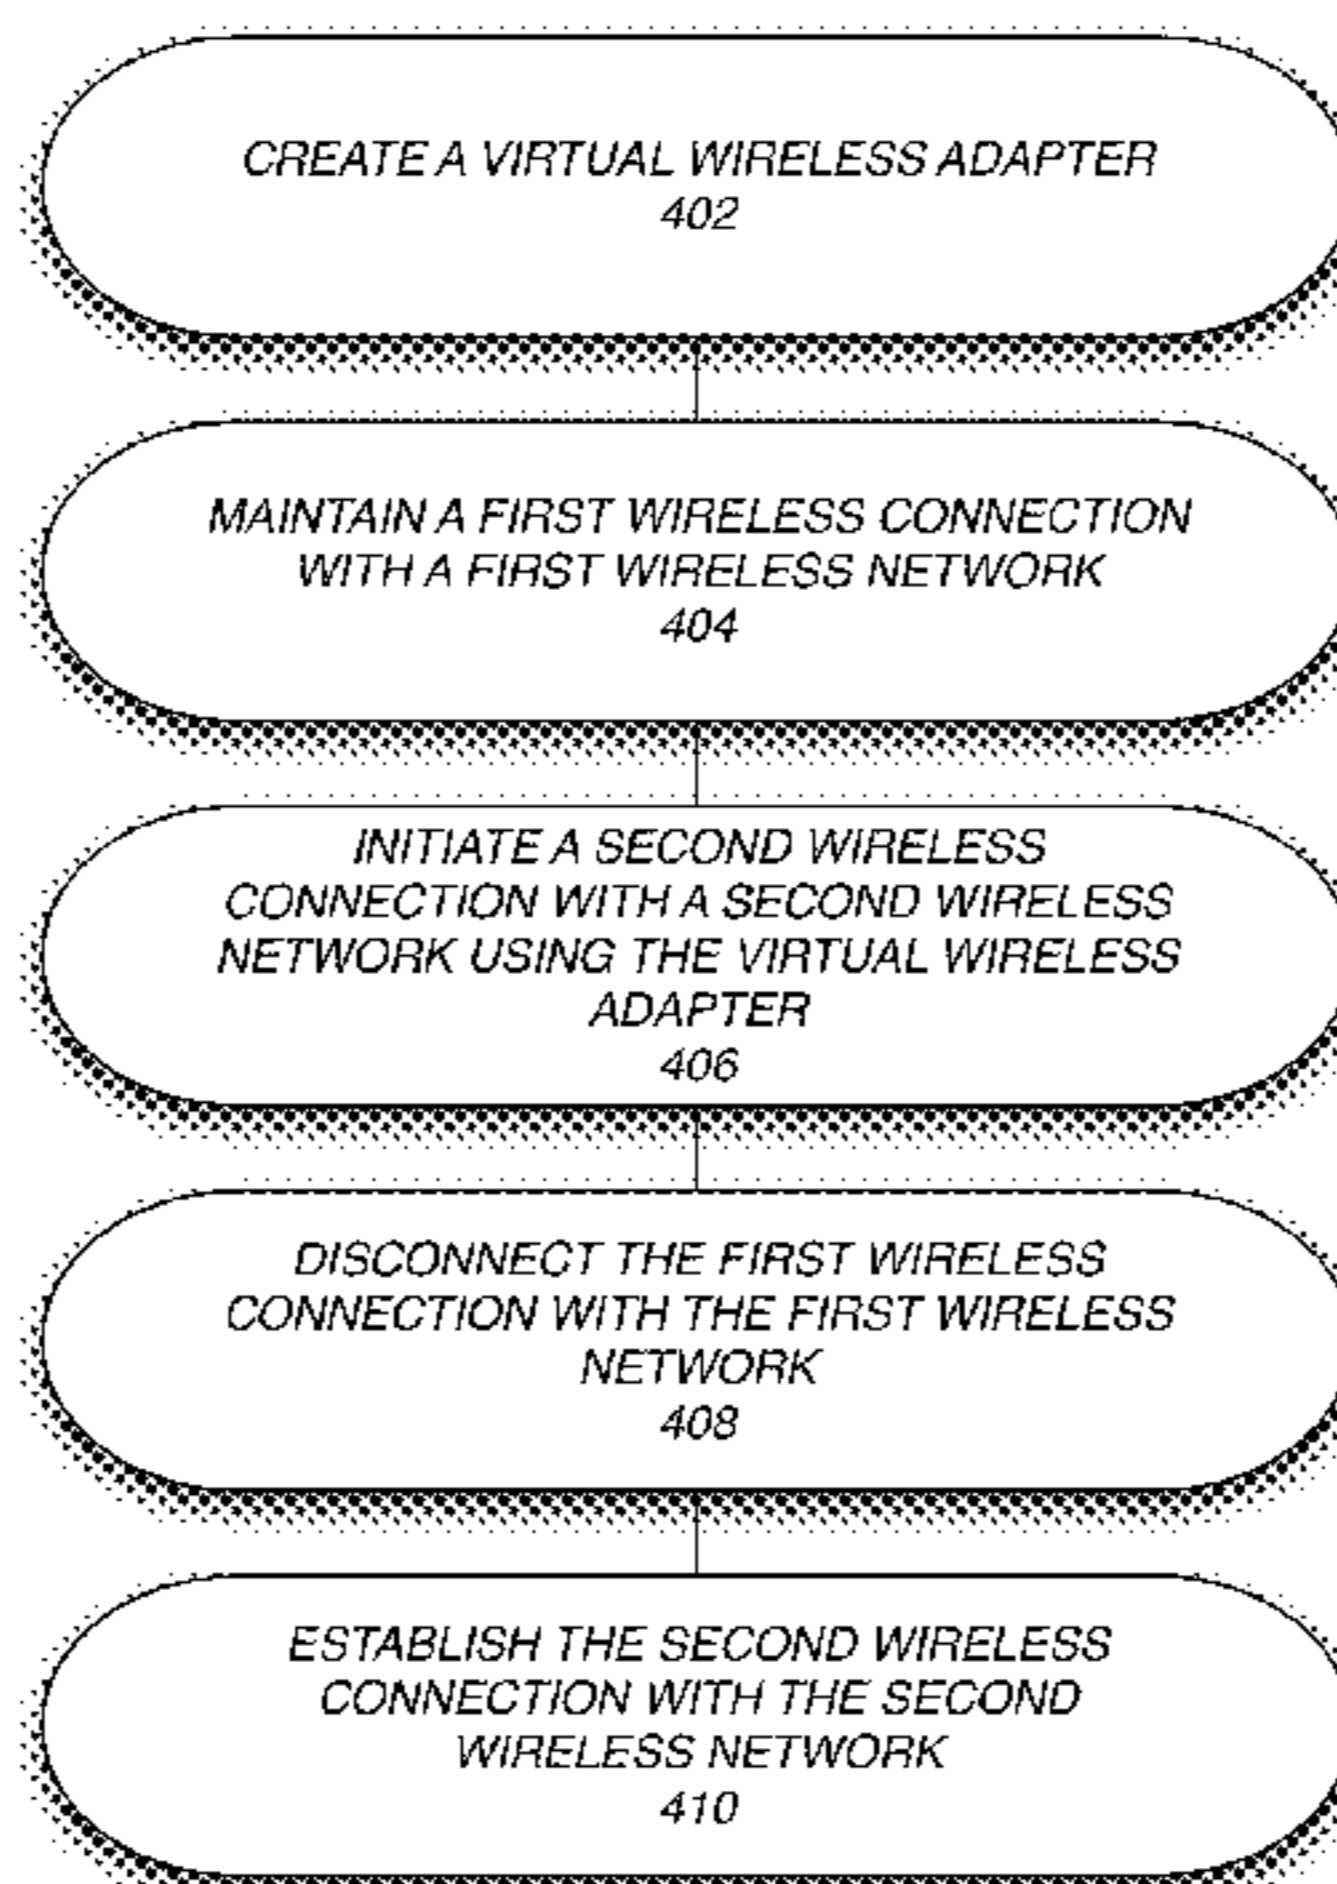 CREATE A VIRTUAL WIRELESS ADAPTER
402
MAINTAIN A FIRST WIRELESS CONNECTION
WITH A FIRST WIRELESS NETWORK
404
INITIATE A SECOND WIRELESS
CONNECTION WITH A SECOND WIRELESS
NETWORK USING THE VIRTUAL WIRELESS
ADAPTER
406
DISCONNECT THE FIRST WIRELESS
CONNECTION WITH THE FIRST WIRELESS
NETWORK
408
ESTABLISH THE SECOND WIRELESS
CONNECTION WITH THE SECOND
WIRELESS NETWORK
410